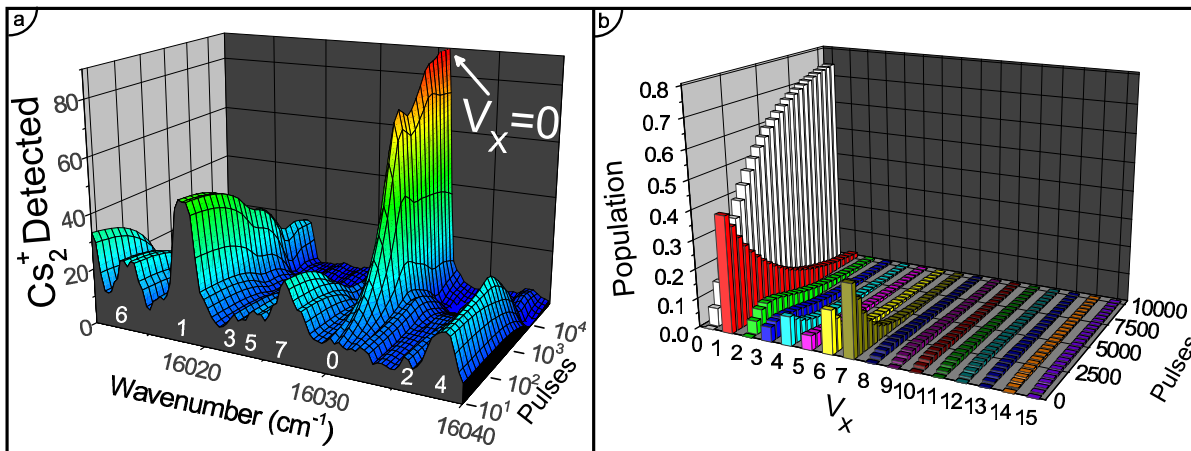 a
Cs2+ Detected
80
60
40
20
0
Vx=0
6 1 3 5 7 0 2 4
16020
16030
16040
Wavenumber (cm-1)
10^1
10^2
10^3
10^4
Pulses
b
Population
0.8
0.7
0.6
0.5
0.4
0.3
0.2
0.1
0.0
0 1 2 3 4 5 6 7 8 9 10 11 12 13 14 15
Vx
0
2500
5000
7500
10000
Pulses